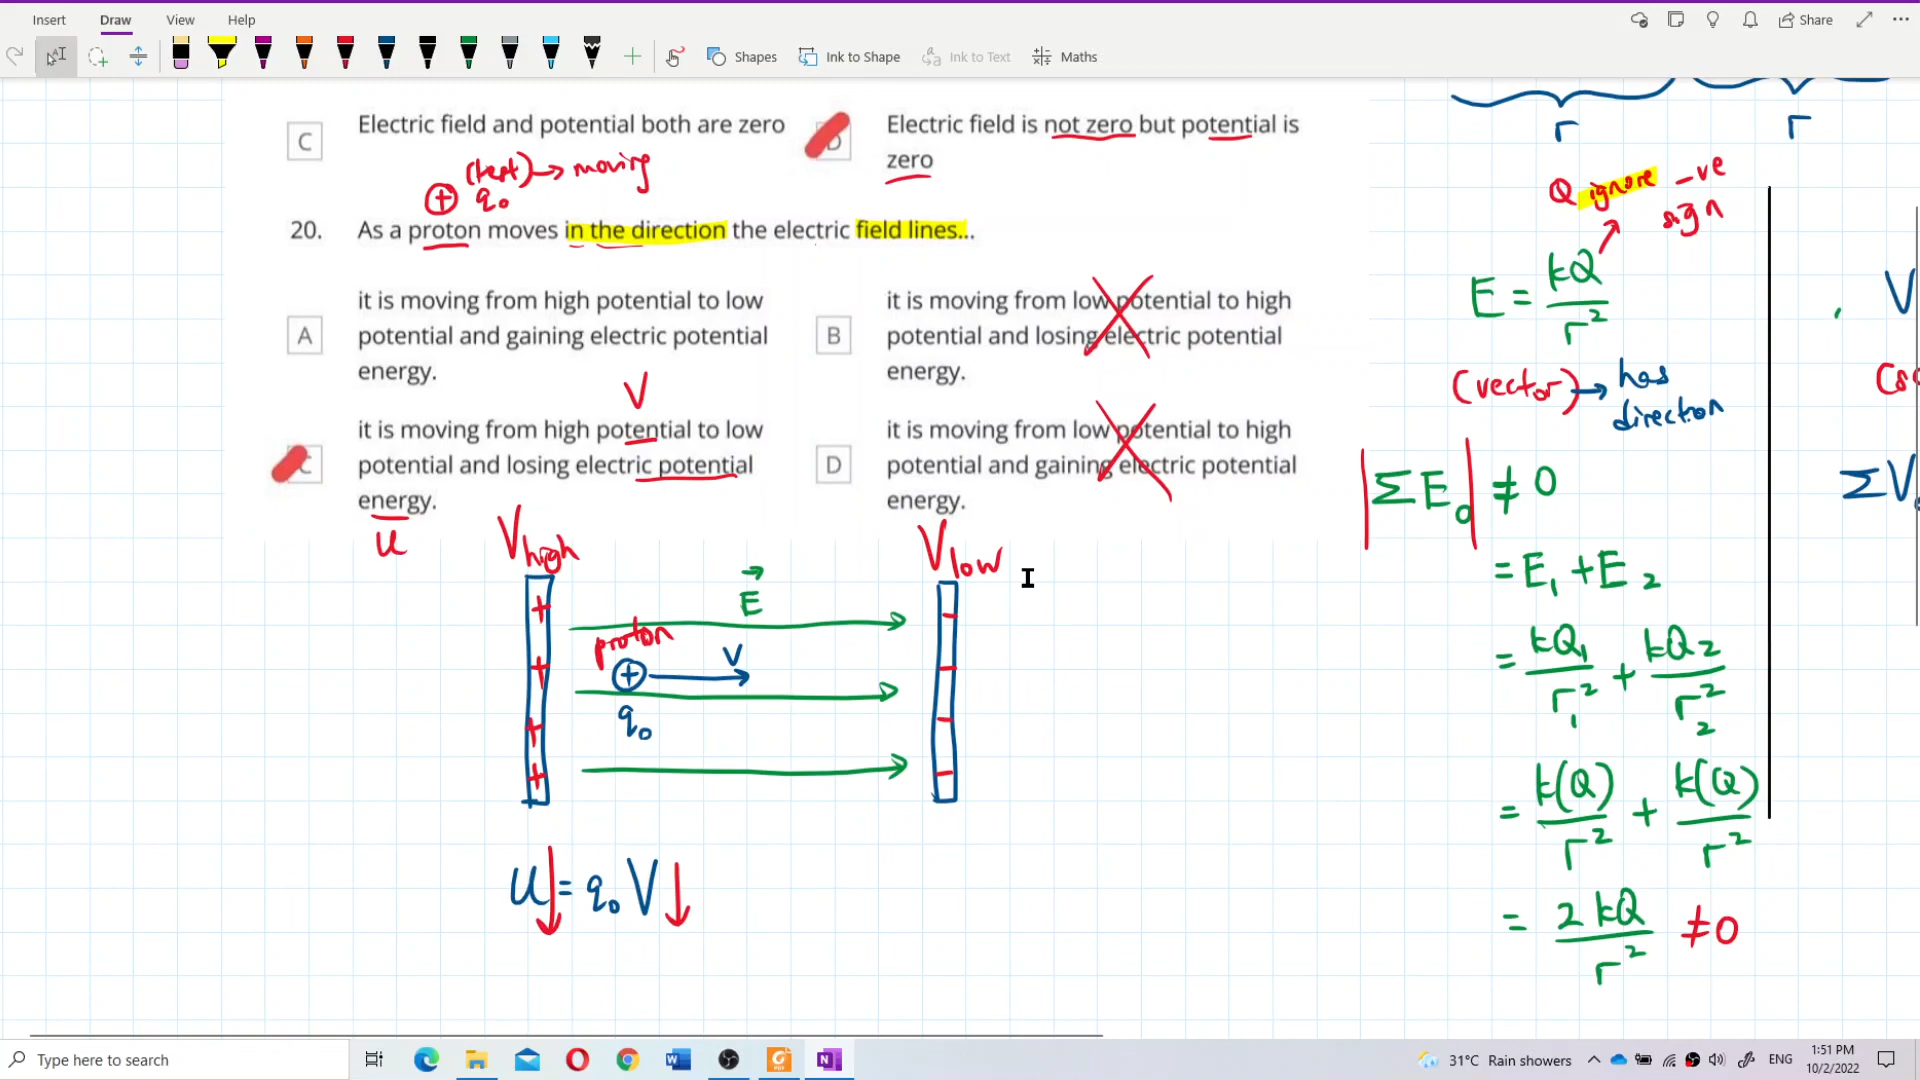 Insert Draw View Help
Share
Shapes Ink to Shape Ink to Text Maths
C Electric field and potential both are zero
D Electric field is not zero but potential is
zero
(test) → moving
+ q₀
20. As a proton moves in the direction the electric field lines...
A it is moving from high potential to low
potential and gaining electric potential
energy.
B it is moving from low potential to high
potential and losing electric potential
energy.
V
C it is moving from high potential to low
potential and losing electric potential
energy.
u
D it is moving from low potential to high
potential and gaining electric potential
energy.
V high
V low
+
+
+
+
E
proton
+ V
q₀
−
−
−
−
u↓ = q₀ V↓
r r
Q ignore -ve
sign
E = kQ / r²
(vector) → has
direction
|ΣE₀| ≠ 0
= E₁ + E₂
= kQ₁ / r₁² + kQ₂ / r₂²
= k(Q) / r² + k(Q) / r²
= 2kQ / r² ≠ 0
V
ΣV
Type here to search
31°C Rain showers
ENG
1:51 PM
10/2/2022